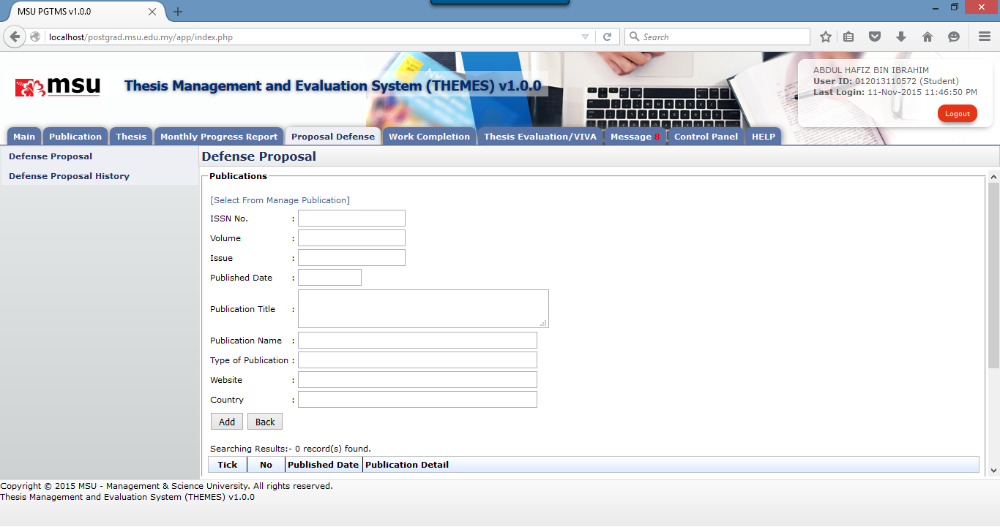 MSU PGTMS v1.0.0
localhost/postgrad.msu.edu.my/app/index.php
Search
msu
Thesis Management and Evaluation System (THEMES) v1.0.0
ABDUL HAFIZ BIN IBRAHIM
User ID: 012013110572 (Student)
Last Login: 11-Nov-2015 11:46:50 PM
Logout
Main Publication Thesis Monthly Progress Report Proposal Defense Work Completion Thesis Evaluation/VIVA Message 8 Control Panel HELP
Defense Proposal
Defense Proposal History
Defense Proposal
Publications
[Select From Manage Publication]
ISSN No. :
Volume :
Issue :
Published Date :
Publication Title :
Publication Name :
Type of Publication :
Website :
Country :
Add Back
Searching Results:- 0 record(s) found.
Tick No Published Date Publication Detail
Copyright © 2015 MSU - Management & Science University. All rights reserved.
Thesis Management and Evaluation System (THEMES) v1.0.0